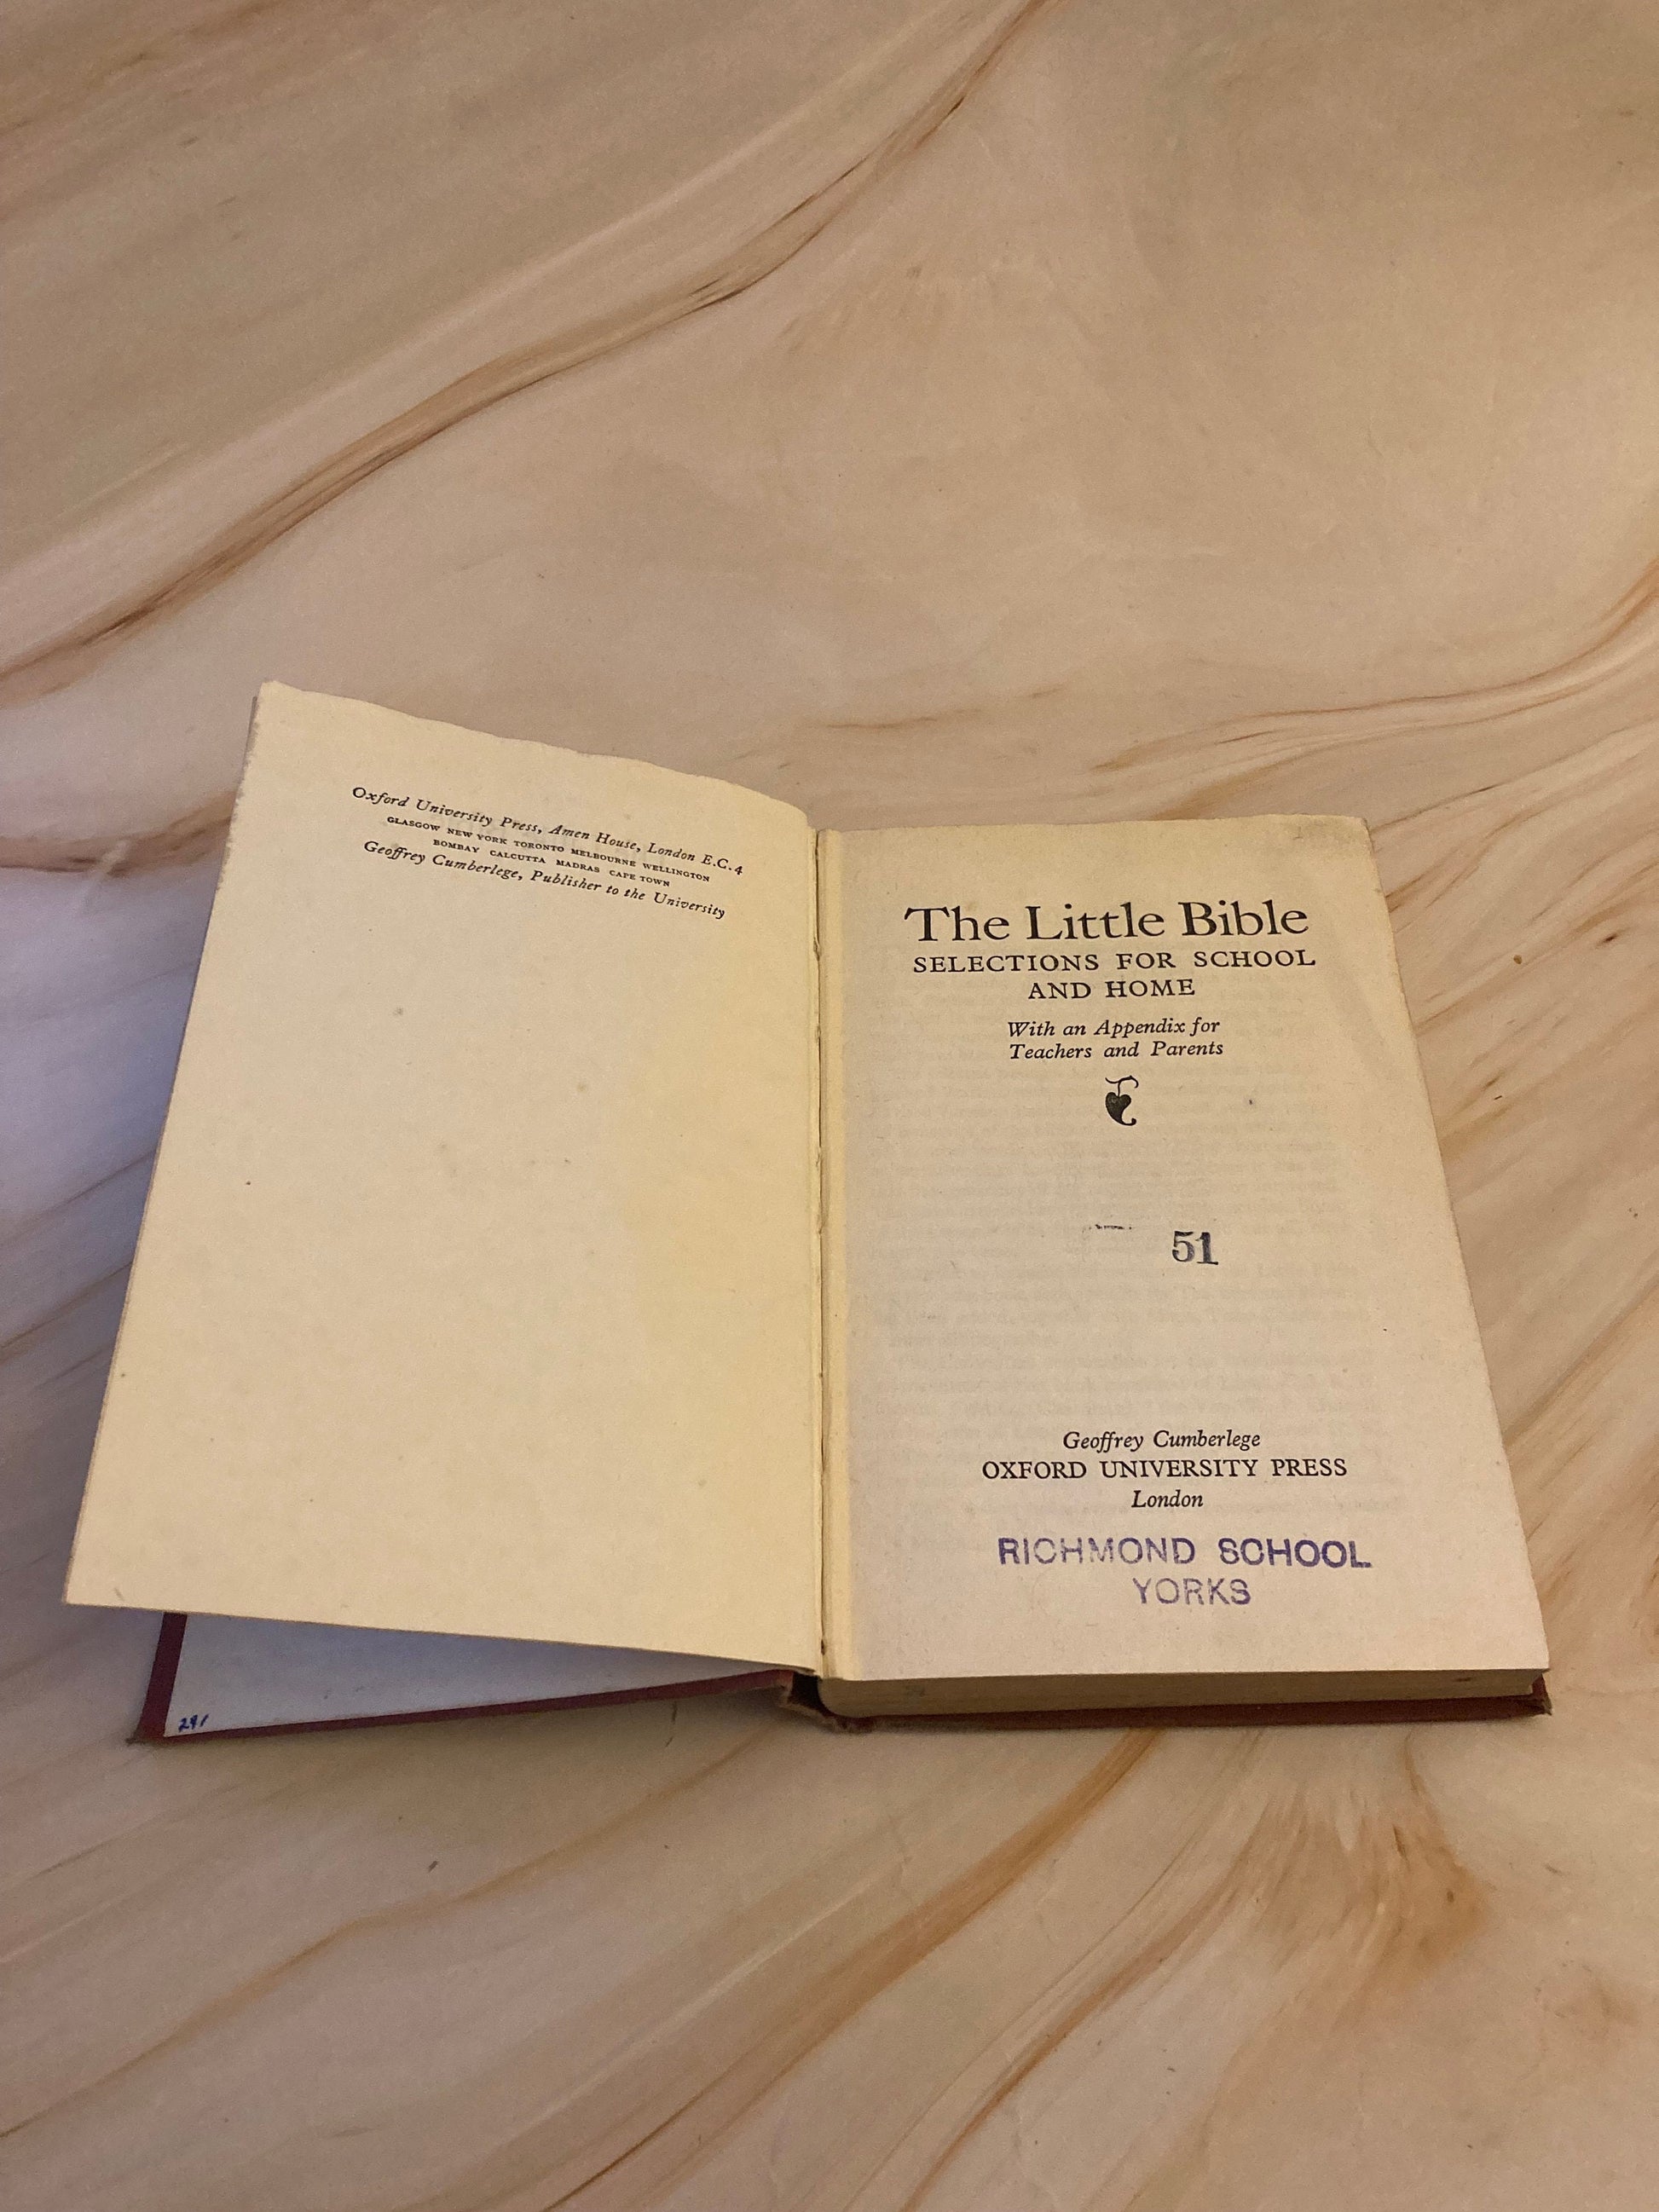 Oxford University Press, Amen House, London E.C.4
GLASGOW NEW YORK TORONTO MELBOURNE WELLINGTON
BOMBAY CALCUTTA MADRAS CAPE TOWN
Geoffrey Cumberlege, Publisher to the University
291
The Little Bible
SELECTIONS FOR SCHOOL
AND HOME
With an Appendix for
Teachers and Parents
51
Geoffrey Cumberlege
OXFORD UNIVERSITY PRESS
London
RICHMOND SCHOOL
YORKS